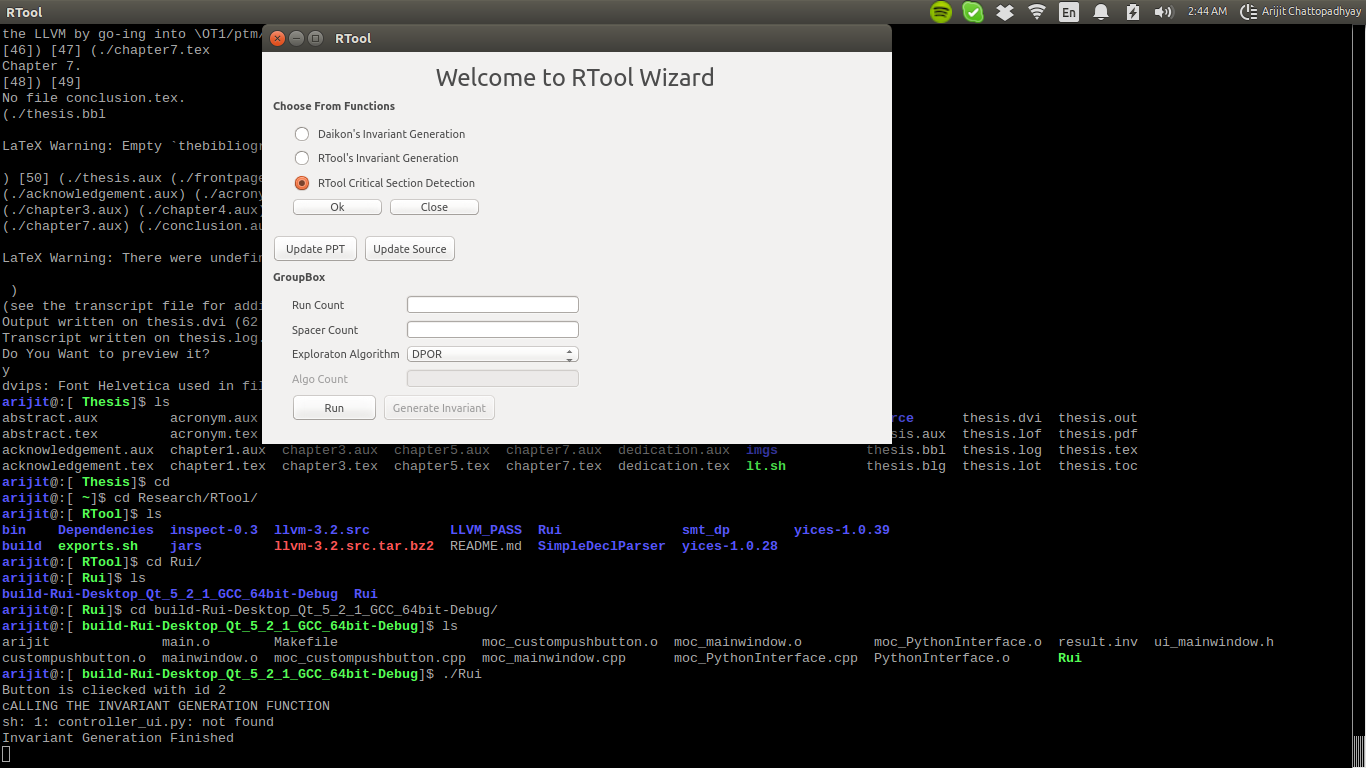 RTool
En
2:44 AM
Arijit Chattopadhyay
RTool
Welcome to RTool Wizard
Choose From Functions
Daikon's Invariant Generation
RTool's Invariant Generation
RTool Critical Section Detection
Ok Close
Update PPT Update Source
GroupBox
Run Count
Spacer Count
Exploraton Algorithm DPOR
Algo Count
Run Generate Invariant
the LLVM by go-ing into \OT1/ptm/
[46]) [47] (./chapter7.tex
Chapter 7.
[48]) [49]
No file conclusion.tex.
(./thesis.bbl
LaTeX Warning: Empty `thebibliogr
) [50] (./thesis.aux (./frontpage
(./acknowledgement.aux) (./acrony
(./chapter3.aux) (./chapter4.aux)
(./chapter7.aux) (./conclusion.au
LaTeX Warning: There were undefin
)
(see the transcript file for addi
Output written on thesis.dvi (62
Transcript written on thesis.log.
Do You Want to preview it?
y
dvips: Font Helvetica used in fil
arijit@:[ Thesis]$ ls
abstract.aux acronym.aux rce thesis.dvi thesis.out
abstract.tex acronym.tex sis.aux thesis.lof thesis.pdf
acknowledgement.aux chapter1.aux chapter3.aux chapter5.aux chapter7.aux dedication.aux imgs thesis.bbl thesis.log thesis.tex
acknowledgement.tex chapter1.tex chapter3.tex chapter5.tex chapter7.tex dedication.tex lt.sh thesis.blg thesis.lot thesis.toc
arijit@:[ Thesis]$ cd
arijit@:[ ~]$ cd Research/RTool/
arijit@:[ RTool]$ ls
bin Dependencies inspect-0.3 llvm-3.2.src LLVM_PASS Rui smt_dp yices-1.0.39
build exports.sh jars llvm-3.2.src.tar.bz2 README.md SimpleDeclParser yices-1.0.28
arijit@:[ RTool]$ cd Rui/
arijit@:[ Rui]$ ls
build-Rui-Desktop_Qt_5_2_1_GCC_64bit-Debug Rui
arijit@:[ Rui]$ cd build-Rui-Desktop_Qt_5_2_1_GCC_64bit-Debug/
arijit@:[ build-Rui-Desktop_Qt_5_2_1_GCC_64bit-Debug]$ ls
arijit main.o Makefile moc_custompushbutton.o moc_mainwindow.o moc_PythonInterface.o result.inv ui_mainwindow.h
custompushbutton.o mainwindow.o moc_custompushbutton.cpp moc_mainwindow.cpp moc_PythonInterface.cpp PythonInterface.o Rui
arijit@:[ build-Rui-Desktop_Qt_5_2_1_GCC_64bit-Debug]$ ./Rui
Button is cliecked with id 2
cALLING THE INVARIANT GENERATION FUNCTION
sh: 1: controller_ui.py: not found
Invariant Generation Finished